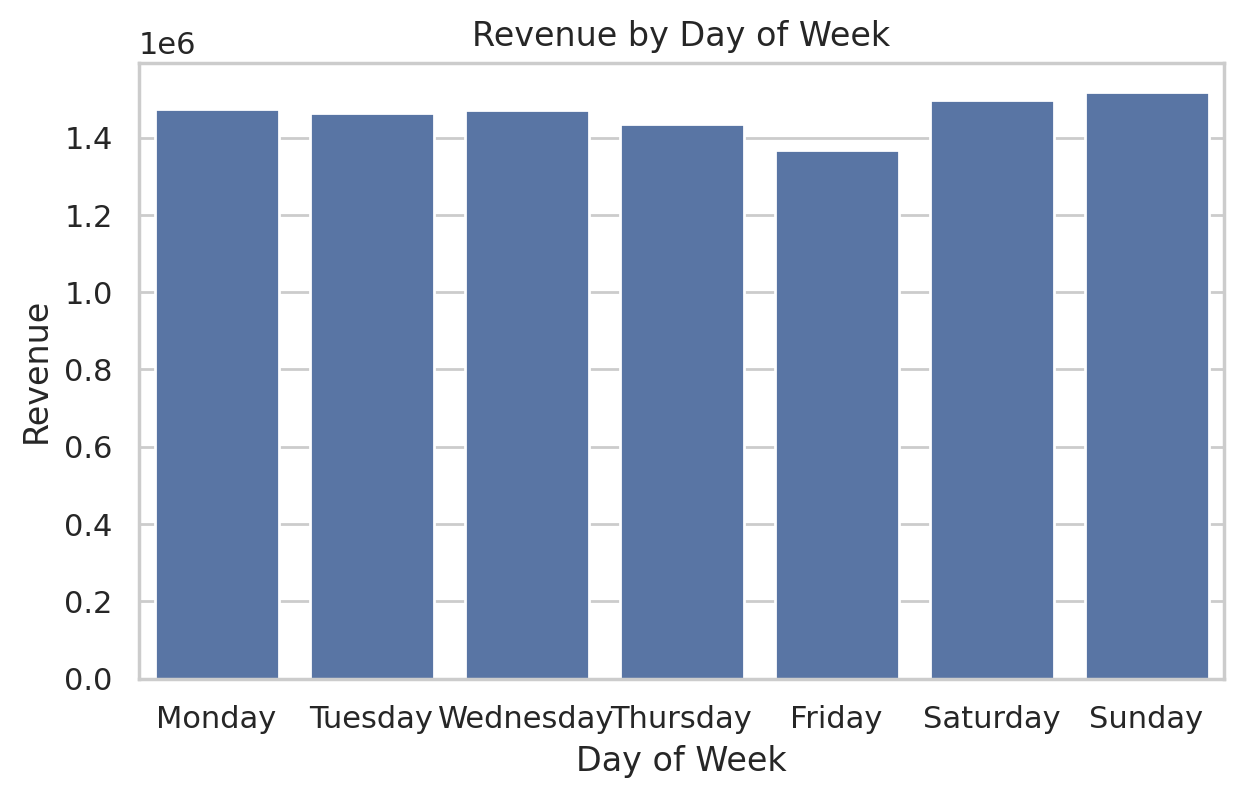 Revenue by Day of Week
1e6
1.4
1.2
1.0
0.8
0.6
0.4
0.2
0.0
Revenue
Monday Tuesday Wednesday Thursday Friday Saturday Sunday
Day of Week